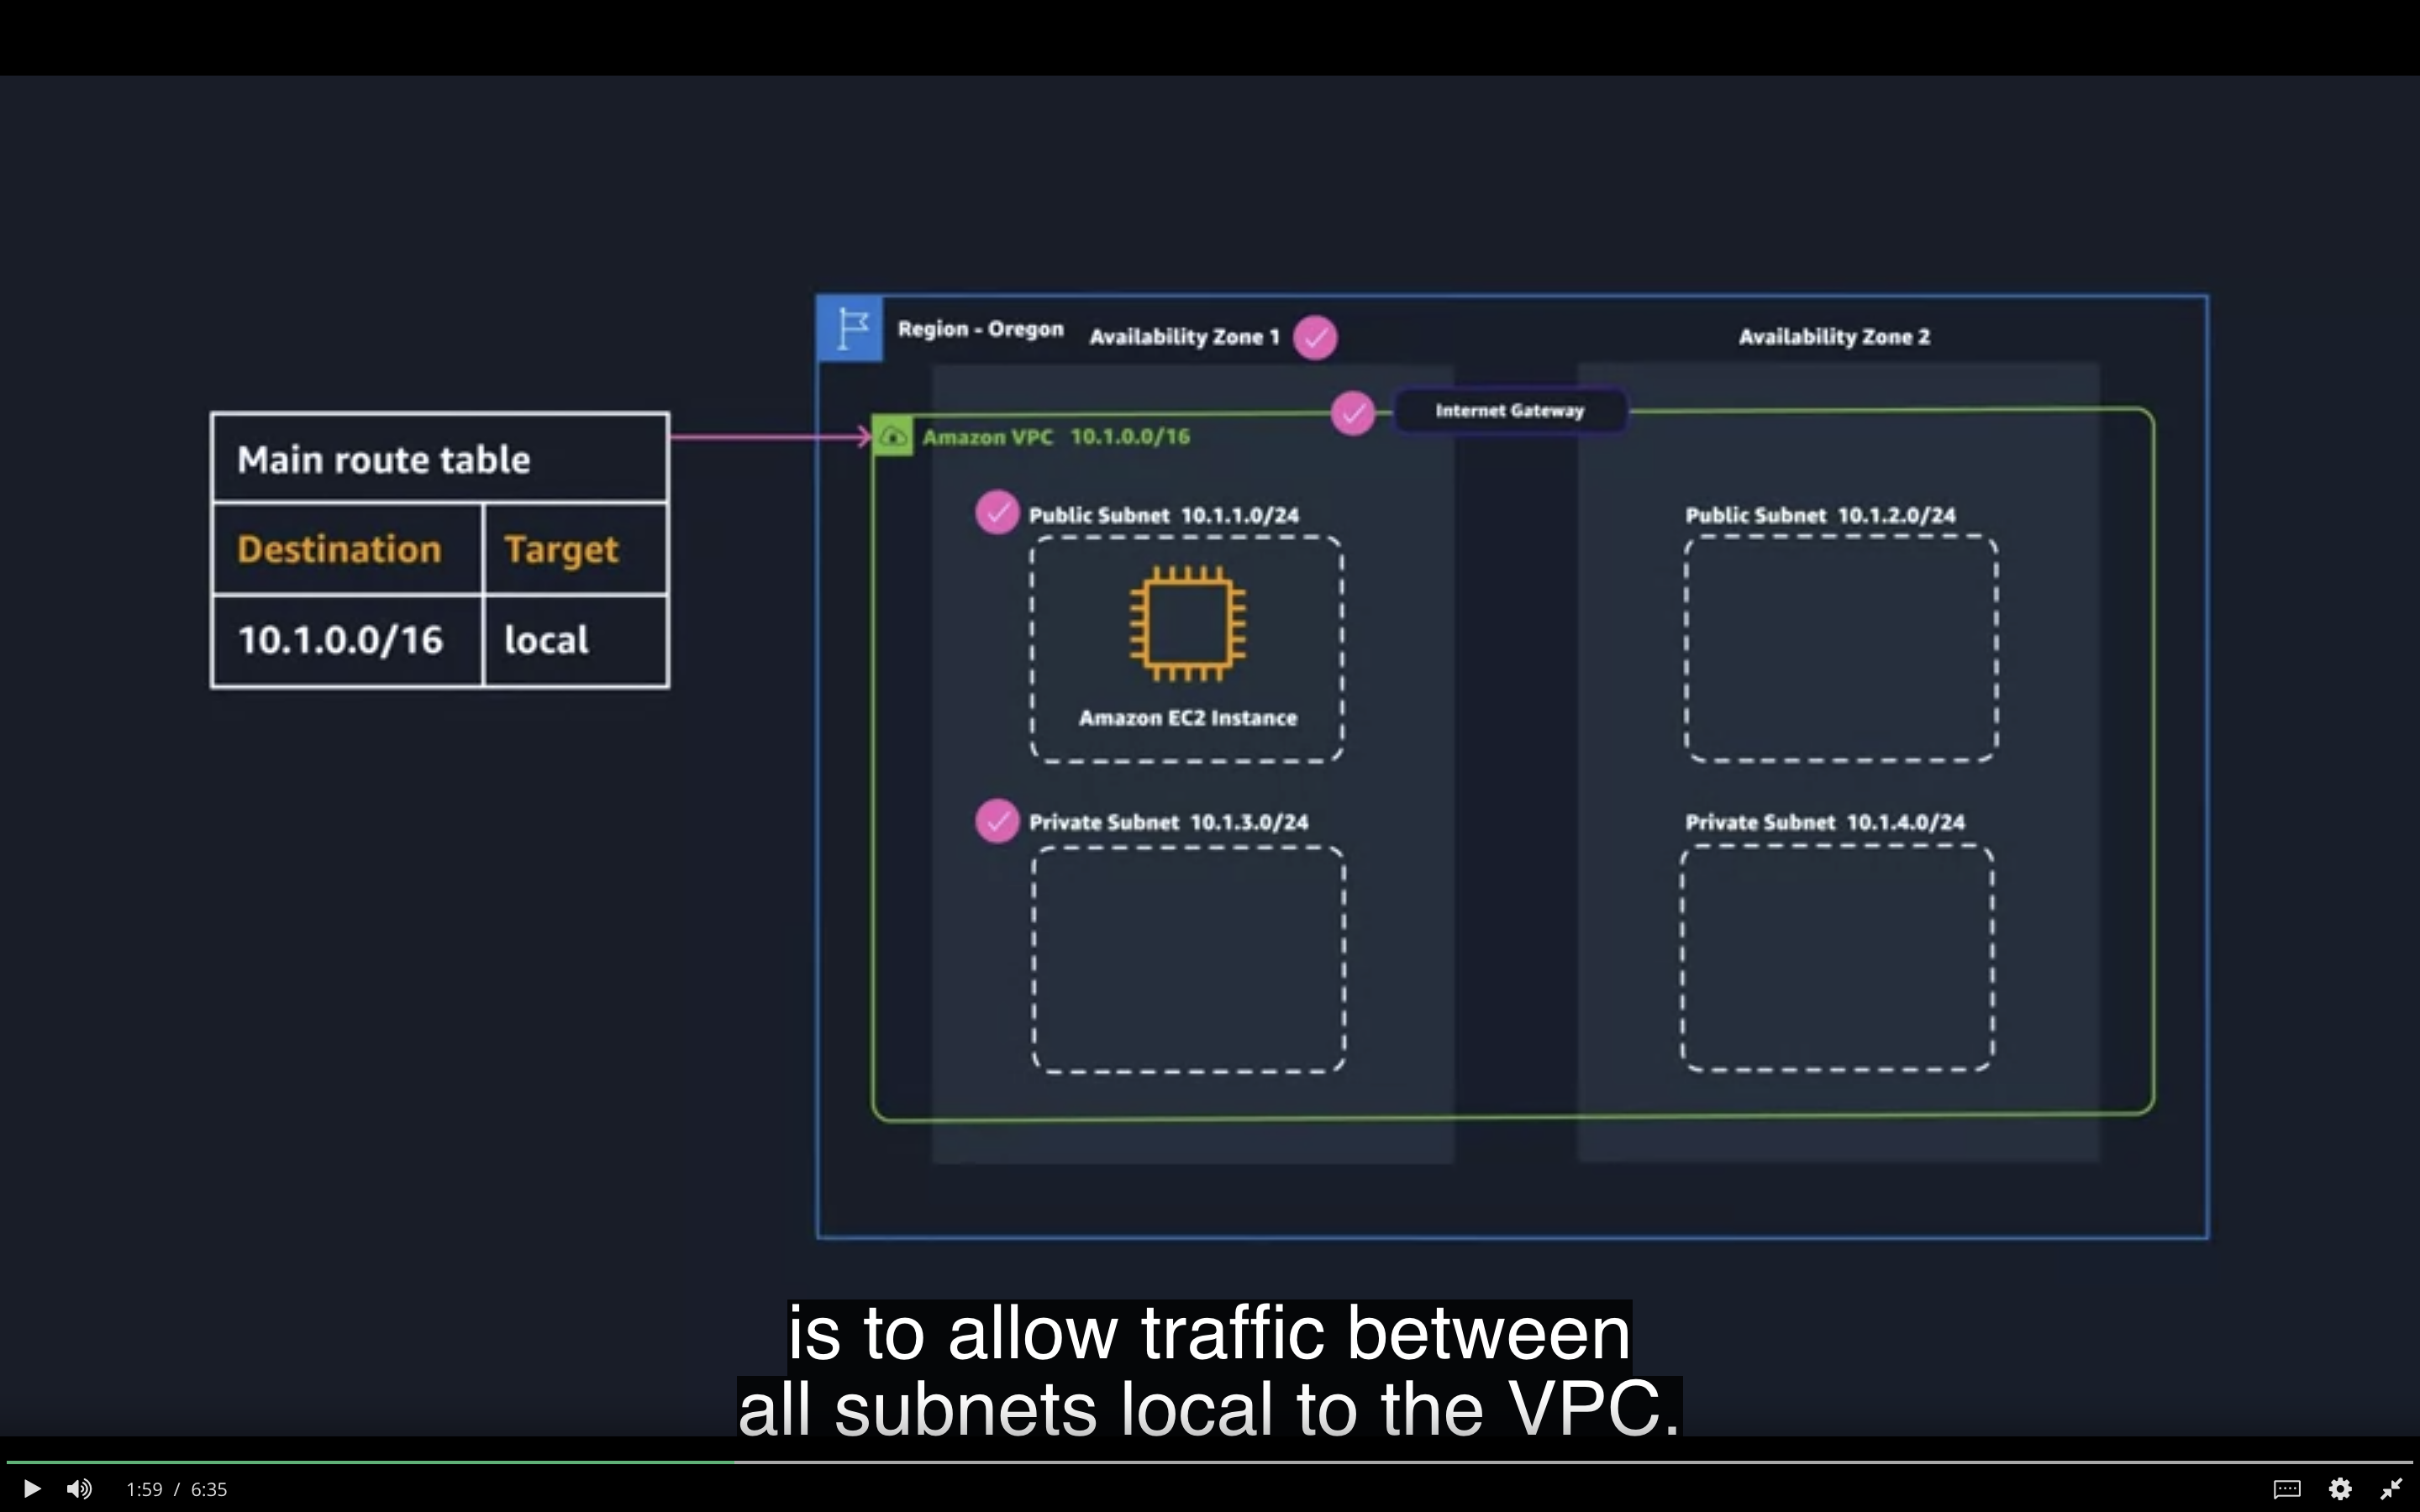 Region - Oregon
Availability Zone 1
Availability Zone 2
Internet Gateway
Main route table
Amazon VPC 10.1.0.0/16
Destination
Target
10.1.0.0/16
local
Public Subnet 10.1.1.0/24
Public Subnet 10.1.2.0/24
Amazon EC2 Instance
Private Subnet 10.1.3.0/24
Private Subnet 10.1.4.0/24
is to allow traffic between
all subnets local to the VPC.
1:59 / 6:35